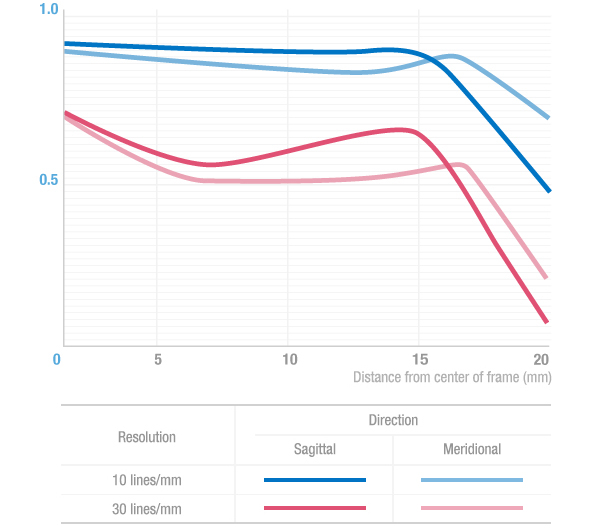 1.0
0.5
0 5 10 15 20
Distance from center of frame (mm)
Direction
Resolution
Sagittal Meridional
10 lines/mm
30 lines/mm